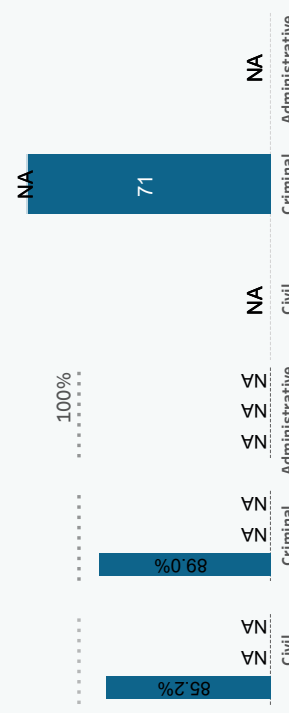 NA
100%
71
85.2%
NA
NA
89.0%
NA
NA
NA
NA
NA
NA
NA
Civil
Criminal
Administrative
Civil
Criminal
Administrative